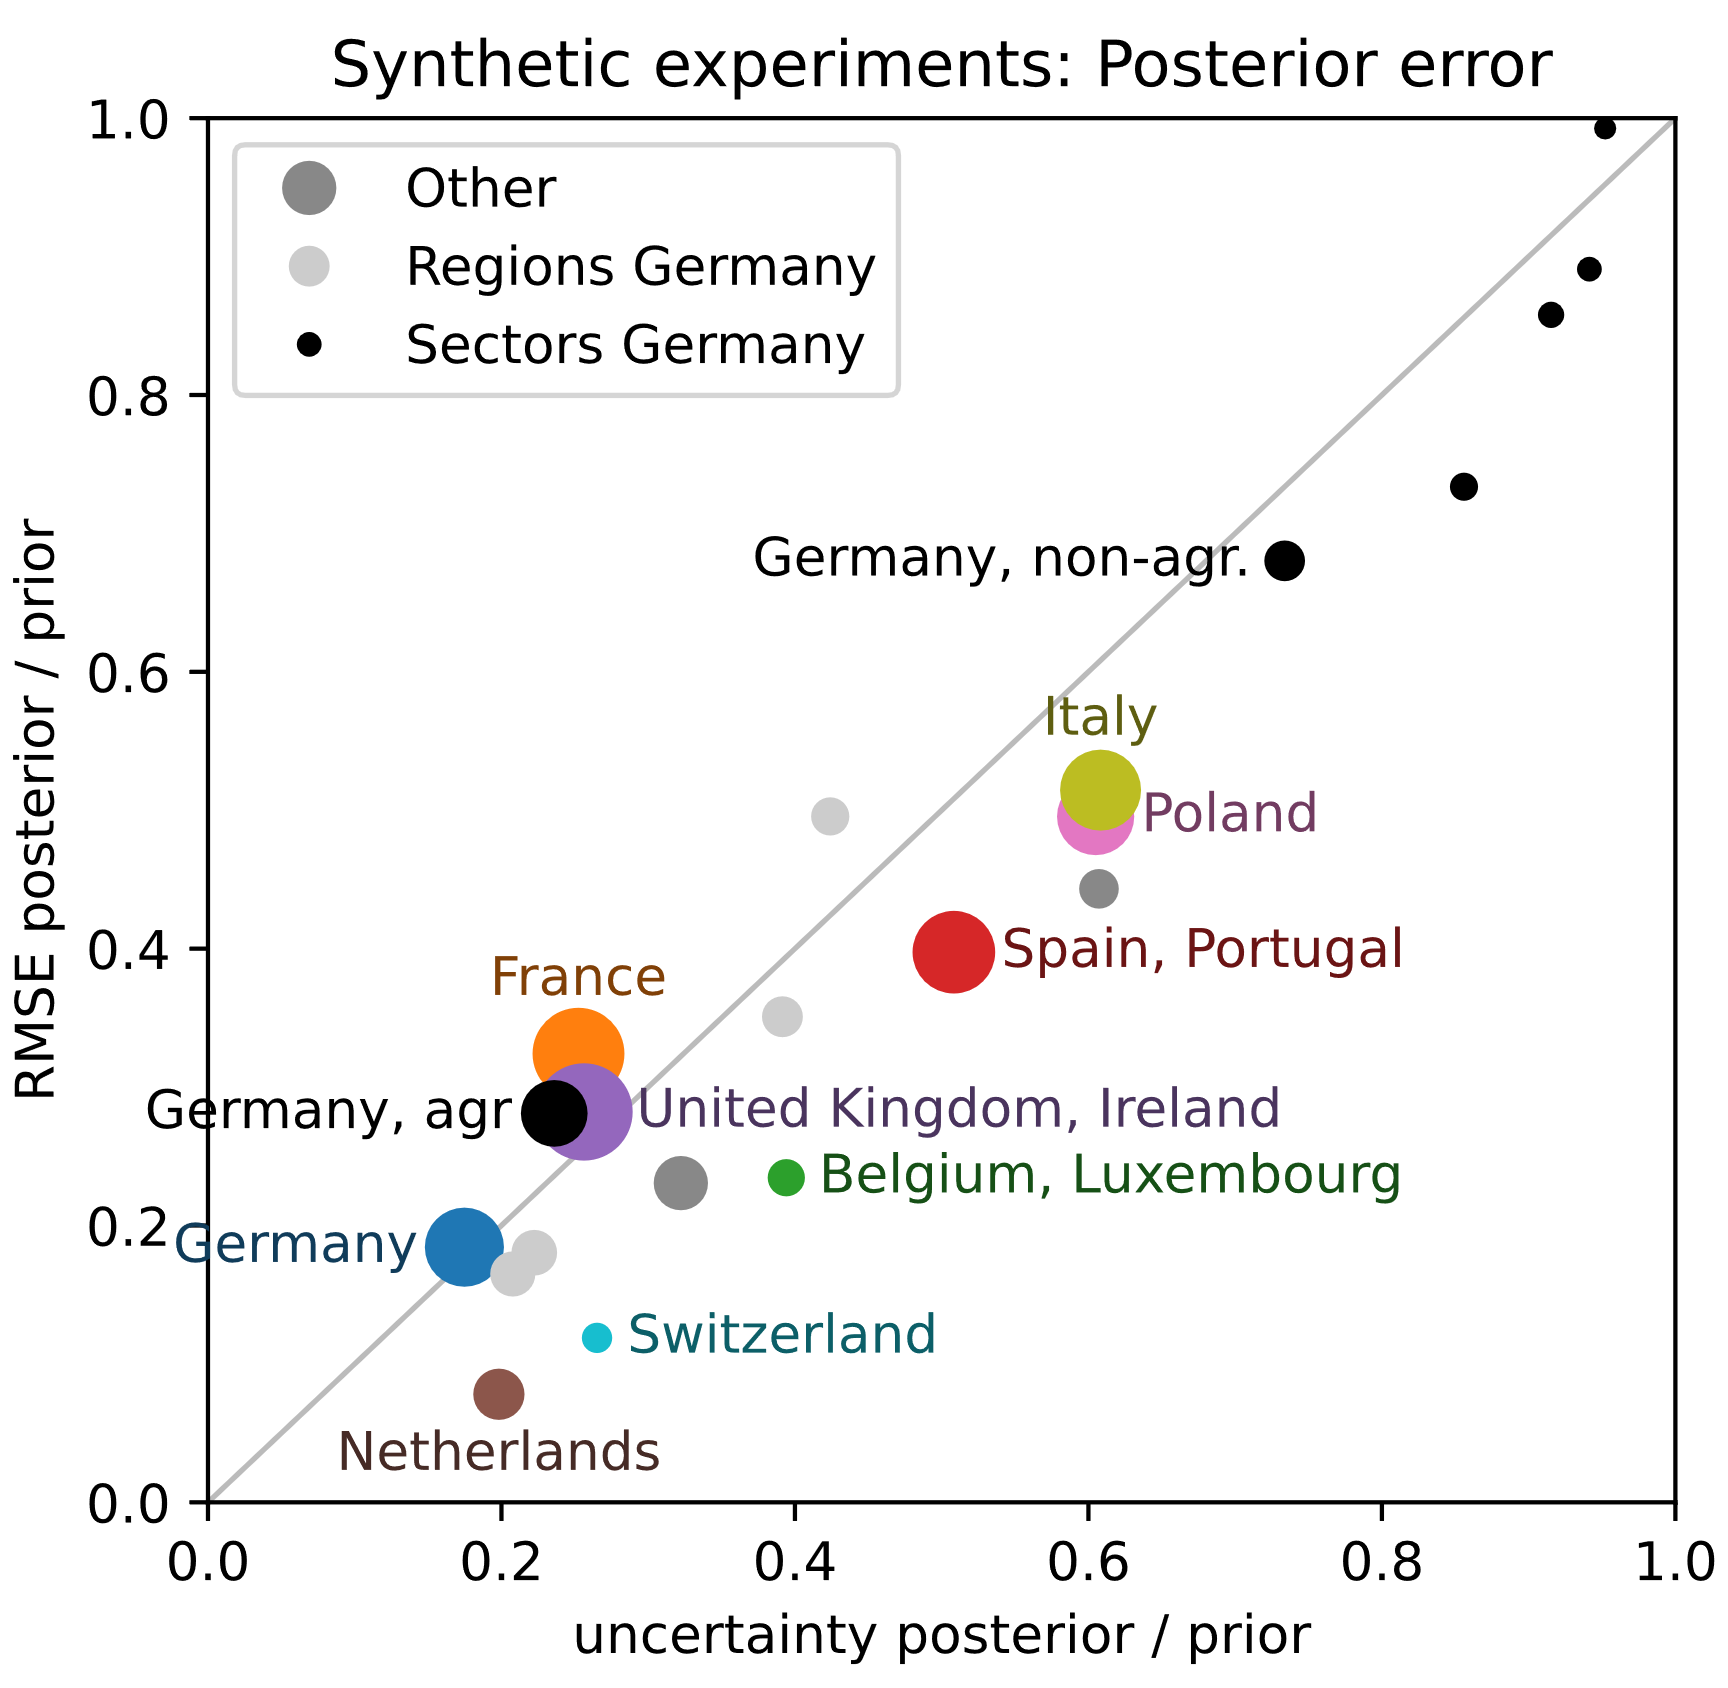 Synthetic experiments: Posterior error
1.0
Other
Regions Germany
Sectors Germany
0.8
Germany, non-agr.
0.6
Italy
Poland
RMSE posterior / prior
0.4
Spain, Portugal
France
Germany, agr
United Kingdom, Ireland
Belgium, Luxembourg
0.2
Germany
Switzerland
Netherlands
0.0
0.0 0.2 0.4 0.6 0.8 1.0
uncertainty posterior / prior